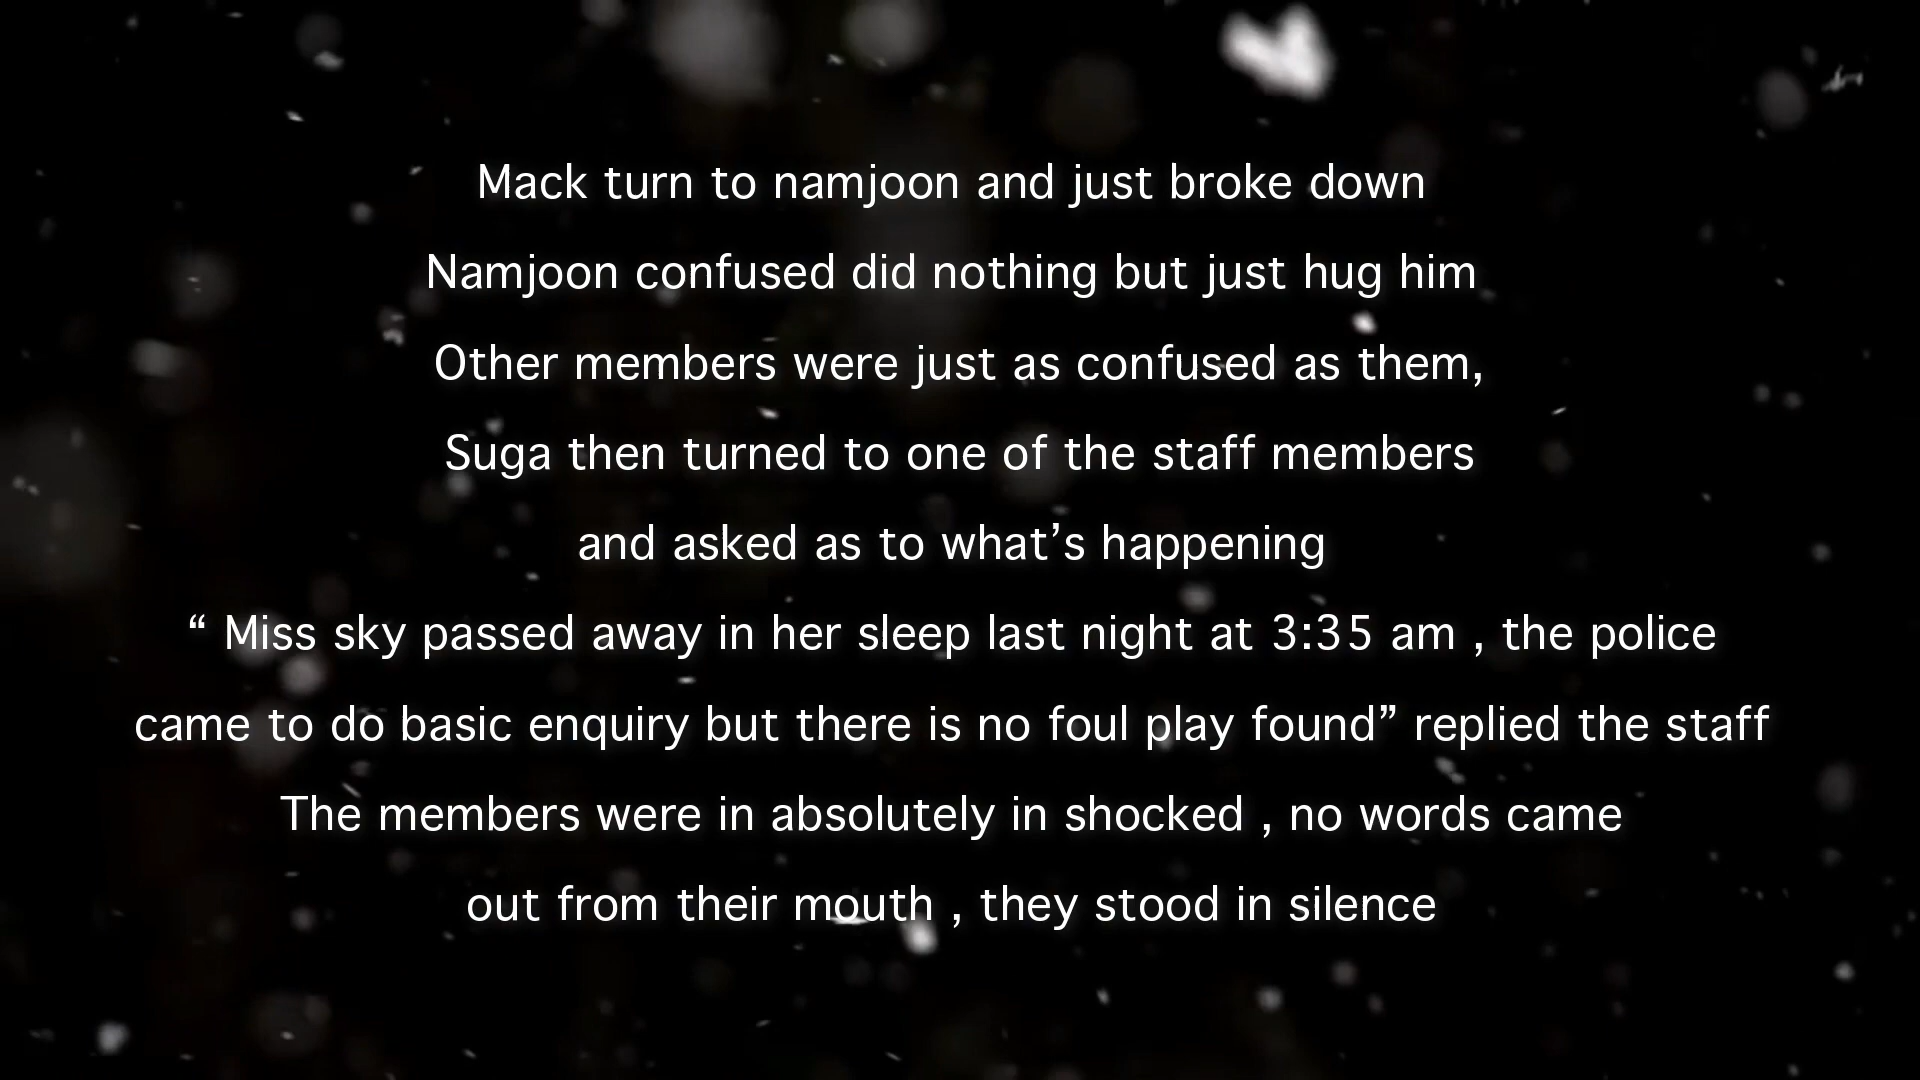 Mack turn to namjoon and just broke down
Namjoon confused did nothing but just hug him
Other members were just as confused as them,
Suga then turned to one of the staff members
and asked as to what’s happening
“ Miss sky passed away in her sleep last night at 3:35 am , the police
came to do basic enquiry but there is no foul play found” replied the staff
The members were in absolutely in shocked , no words came
out from their mouth , they stood in silence